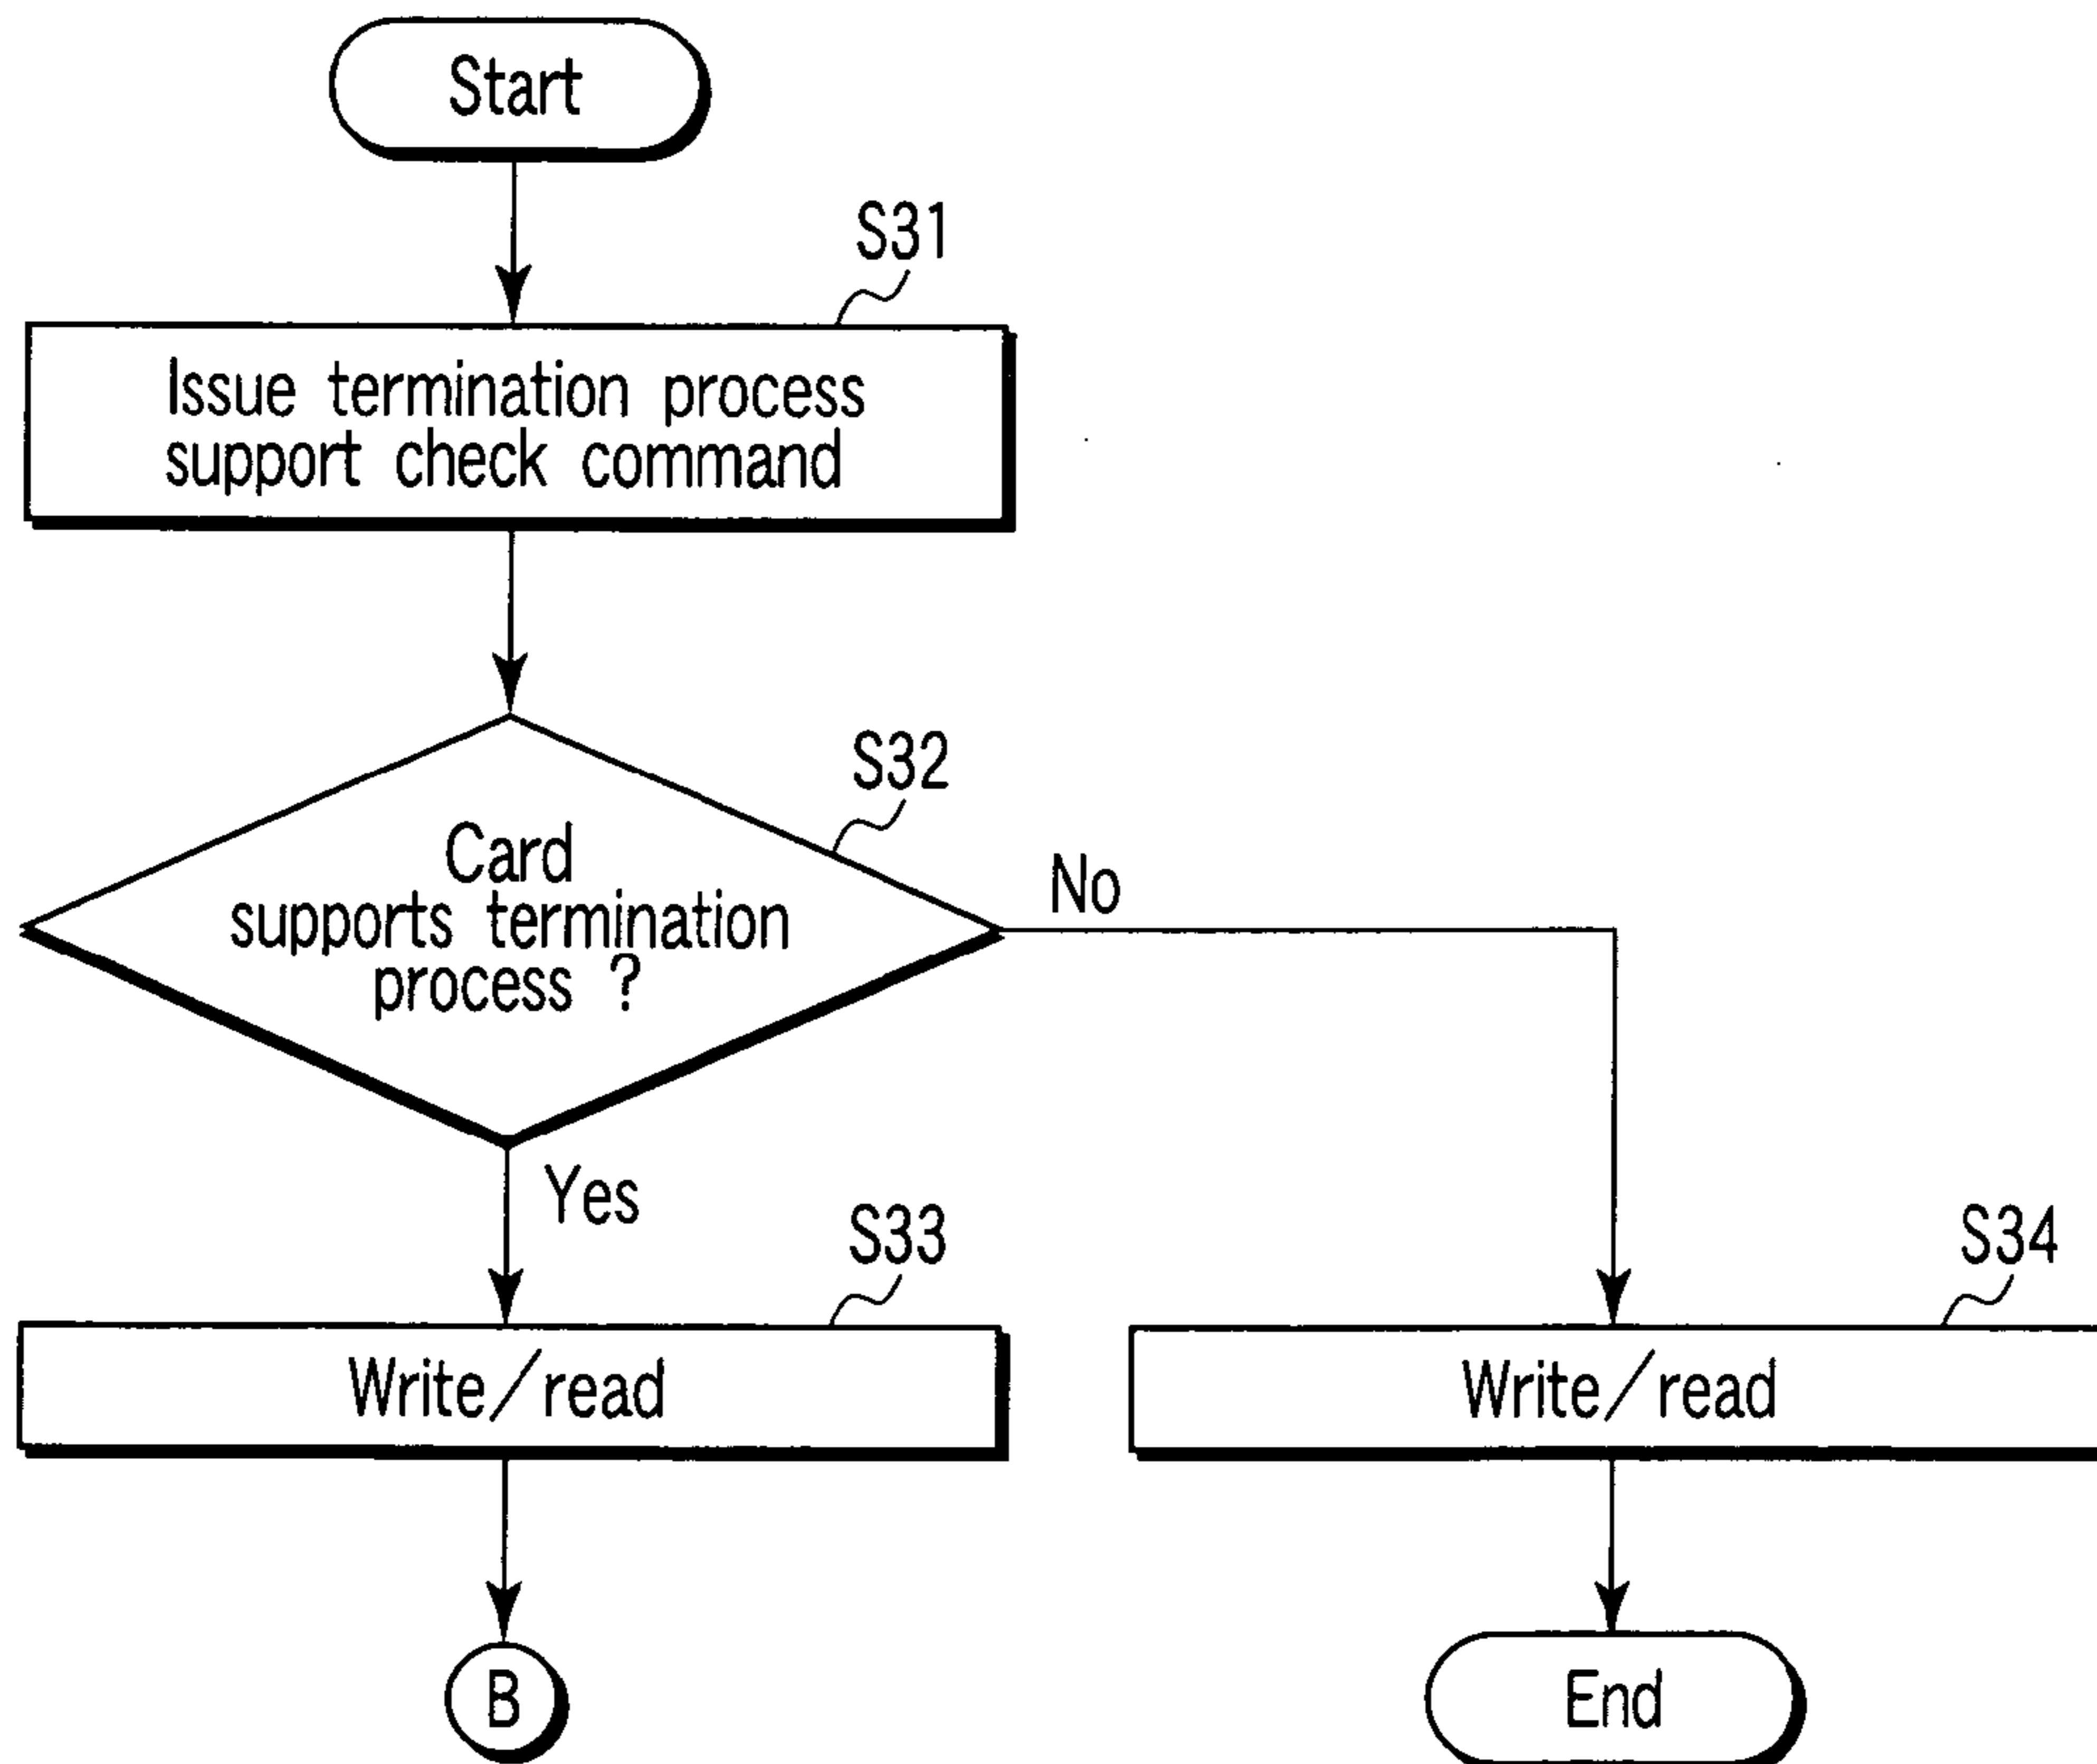 Start
S31
Issue termination process
support check command
S32
Card
supports termination
process ?
No
Yes
S33
S34
Write/read
Write/read
B
End